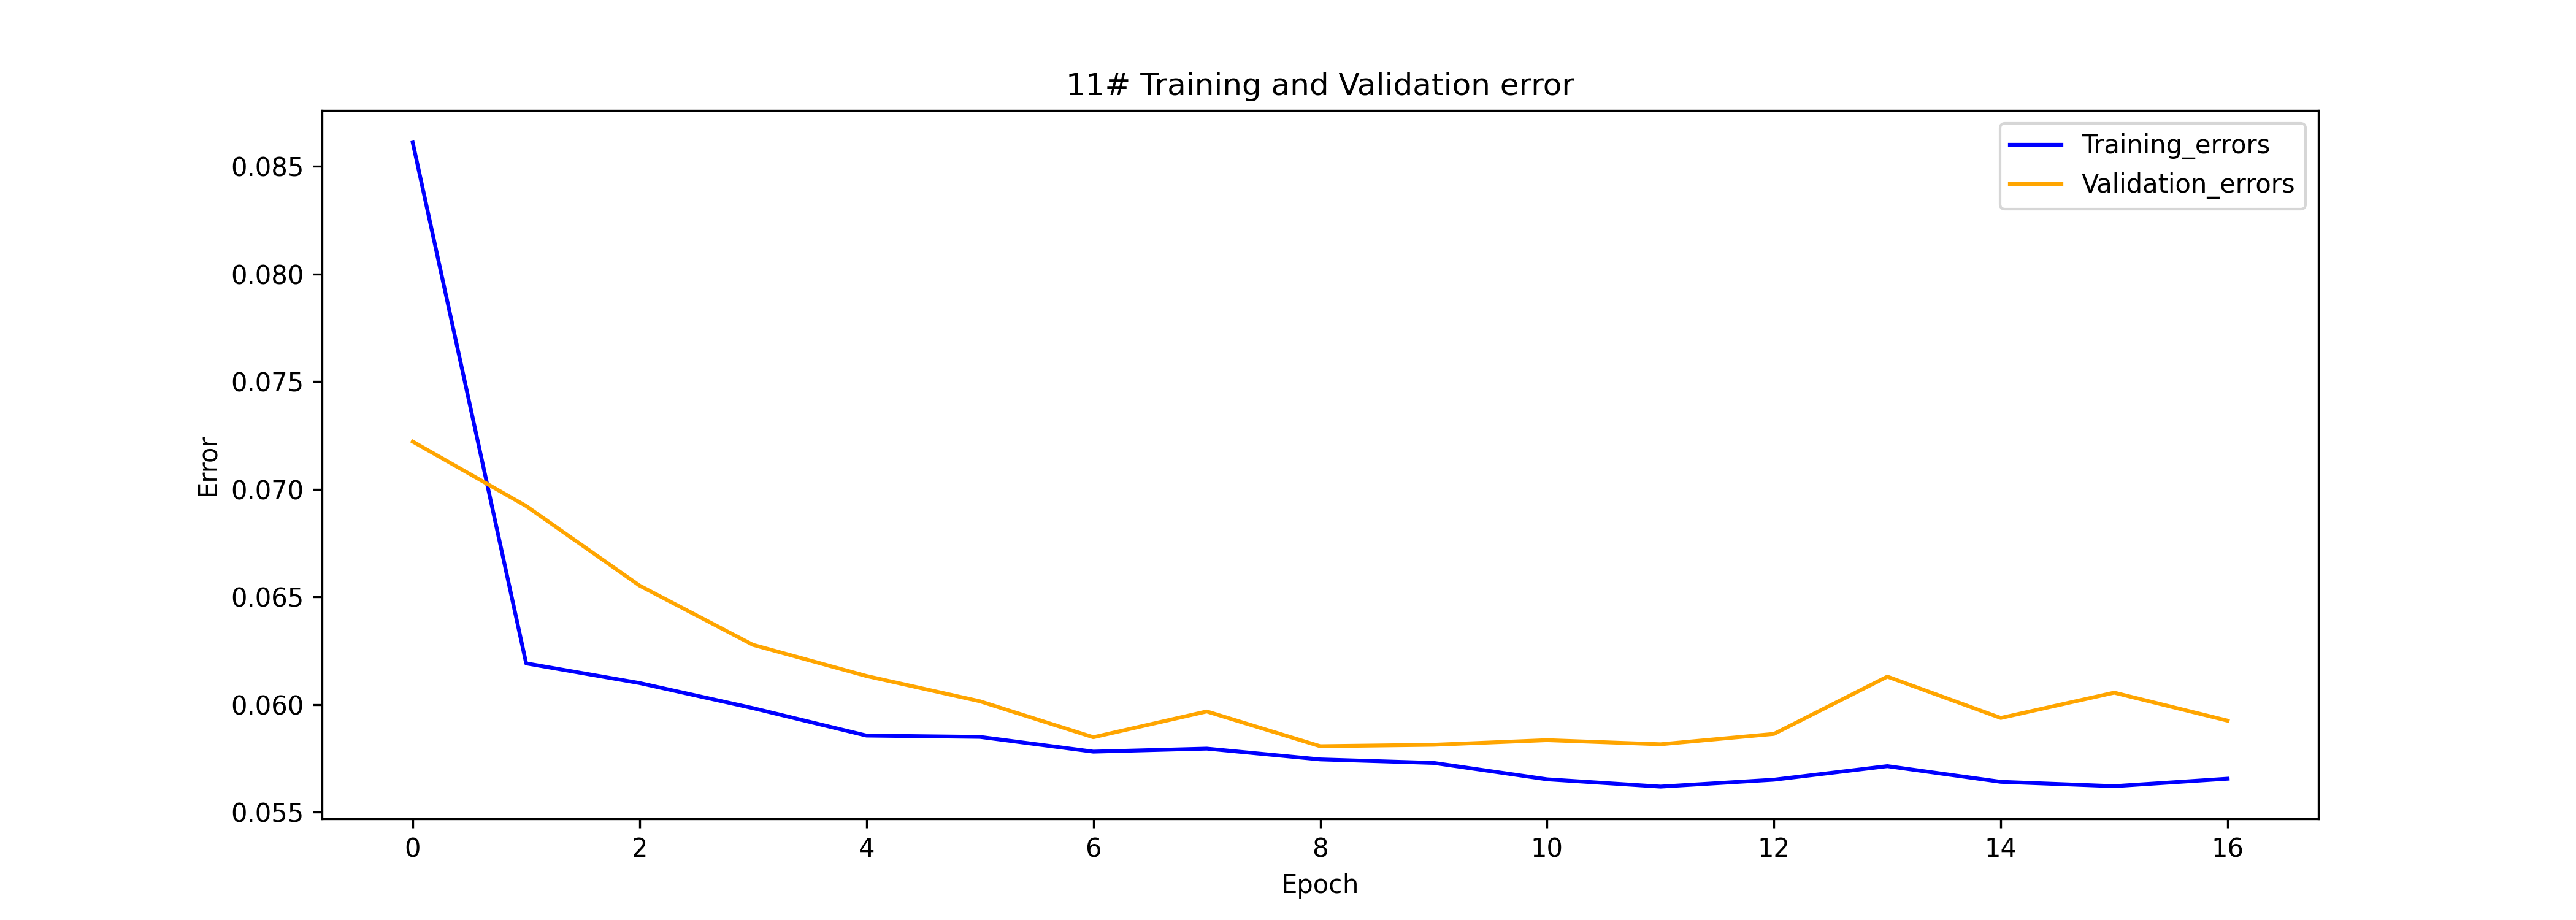 11# Training and Validation error
Training_errors
Validation_errors
0.085
0.080
0.075
0.070
0.065
0.060
0.055
Error
0 2 4 6 8 10 12 14 16
Epoch